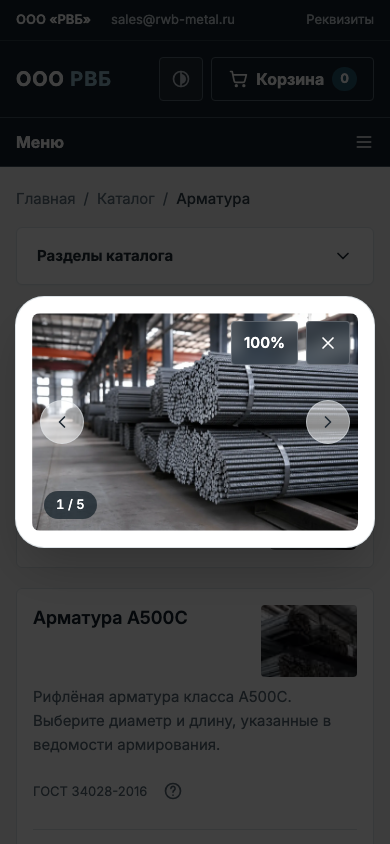 ООО «РВБ» sales@rwb-metal.ru Реквизиты
ООО РВБ Корзина 0
Меню
Главная / Каталог / Арматура
Разделы каталога
100%
1 / 5
Арматура А500С
Рифлёная арматура класса А500С.
Выберите диаметр и длину, указанные в
ведомости армирования.
ГОСТ 34028-2016